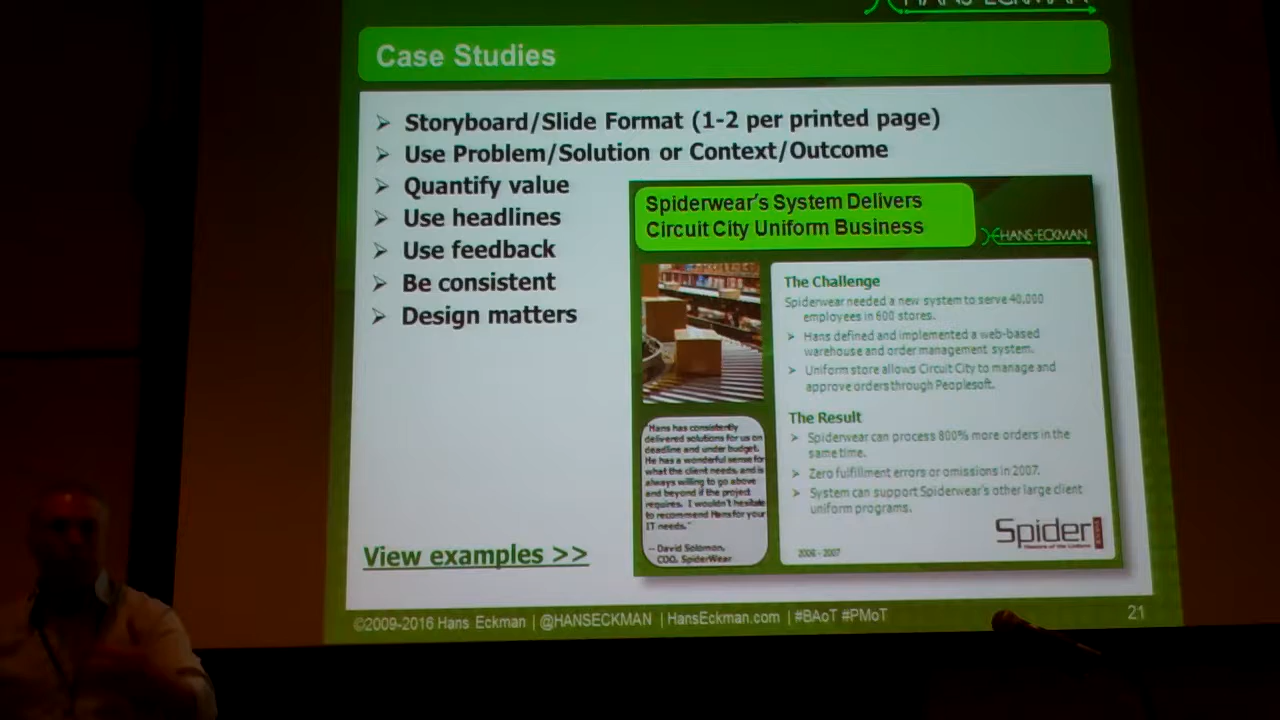 HANS-ECKMAN
Case Studies
Storyboard/Slide Format (1-2 per printed page)
Use Problem/Solution or Context/Outcome
Quantify value
Use headlines
Use feedback
Be consistent
Design matters
View examples >>
Spiderwear's System Delivers
Circuit City Uniform Business
HANS-ECKMAN
The Challenge
Spiderwear needed a new system to serve 40,000
employees in 600 stores.
Hans defined and implemented a web-based
warehouse and order management system.
Uniform store allows Circuit City to manage and
approve orders through Peoplesoft.
The Result
Spiderwear can process 800% more orders in the
same time.
Zero fulfillment errors or omissions in 2007.
System can support Spiderwear's other large client
uniform programs.
"Hans has consistently
delivered solutions for us on
deadline and under budget.
He has a wonderful sense for
what the client needs, and is
always willing to go above
and beyond if the project
requires. I wouldn't hesitate
to recommend Hans for your
IT needs."
-- David Solomon,
COO, SpiderWear
2006 - 2007
Spider
©2009-2016 Hans Eckman | @HANSECKMAN | HansEckman.com | #BAoT #PMoT
21